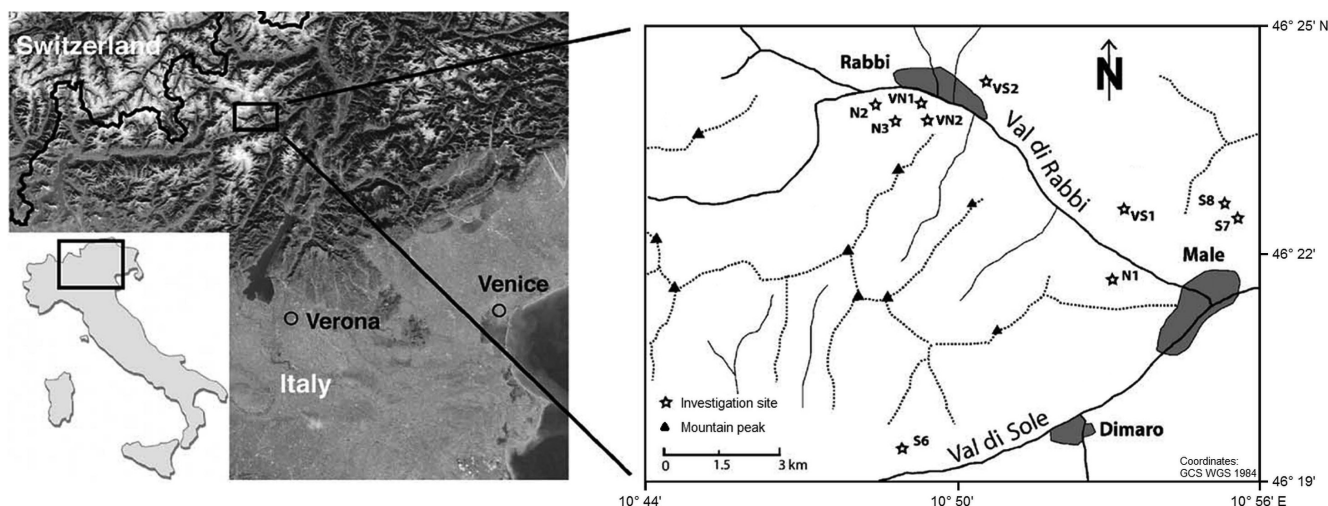 Switzerland
Verona
Venice
Italy
46° 25' N
N
Rabbi
VS2
VN1
N2
N3
VN2
Val di Rabbi
S8
VS1
S7
46° 22'
Male
N1
Investigation site
Mountain peak
S6
Val di Sole
Dimaro
0 1.5 3 km
Coordinates:
GCS WGS 1984
46° 19'
10° 44' 10° 50' 10° 56' E